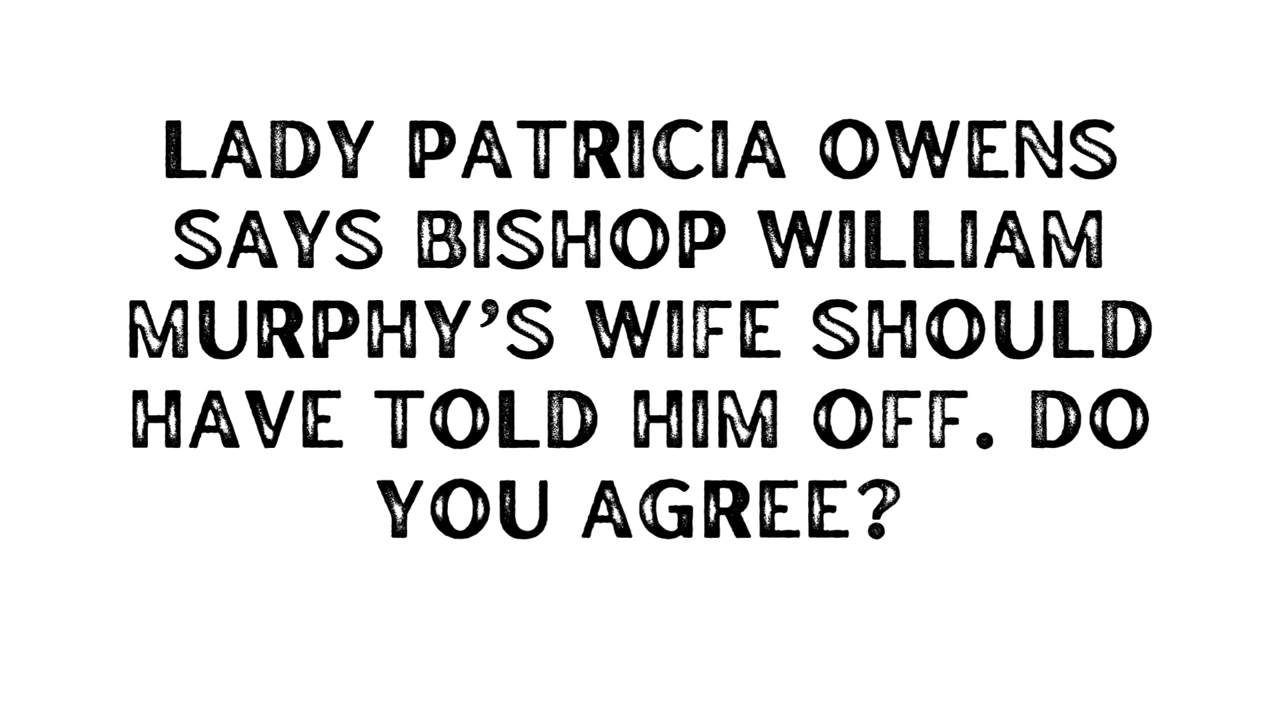 LADY PATRICIA OWENS
SAYS BISHOP WILLIAM
MURPHY’S WIFE SHOULD
HAVE TOLD HIM OFF. DO
YOU AGREE?